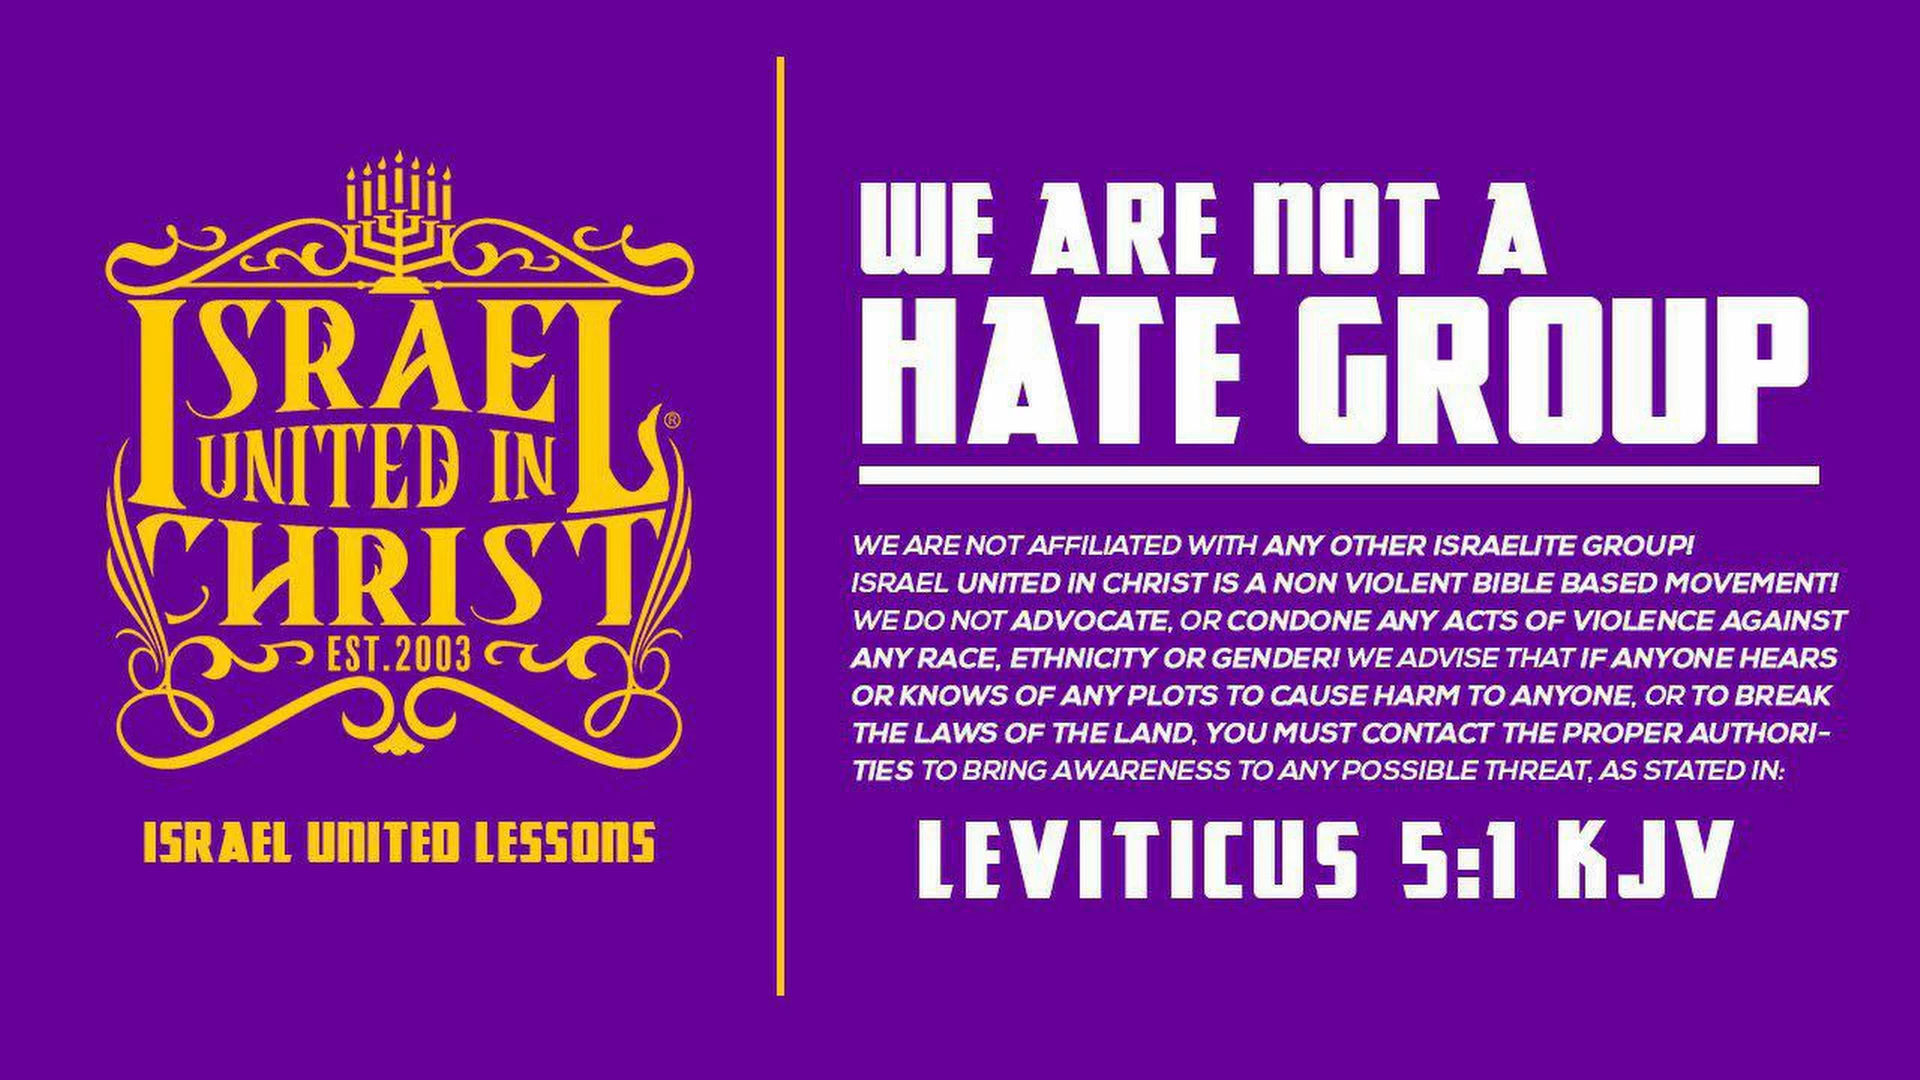 ISRAEL
UNITED IN
CHRIST
®
EST.2003
ISRAEL UNITED LESSONS
WE ARE NOT A
HATE GROUP
WE ARE NOT AFFILIATED WITH ANY OTHER ISRAELITE GROUP!
ISRAEL UNITED IN CHRIST IS A NON VIOLENT BIBLE BASED MOVEMENT!
WE DO NOT ADVOCATE, OR CONDONE ANY ACTS OF VIOLENCE AGAINST
ANY RACE, ETHNICITY OR GENDER! WE ADVISE THAT IF ANYONE HEARS
OR KNOWS OF ANY PLOTS TO CAUSE HARM TO ANYONE, OR TO BREAK
THE LAWS OF THE LAND, YOU MUST CONTACT THE PROPER AUTHORI-
TIES TO BRING AWARENESS TO ANY POSSIBLE THREAT, AS STATED IN:
LEVITICUS 5:1 KJV